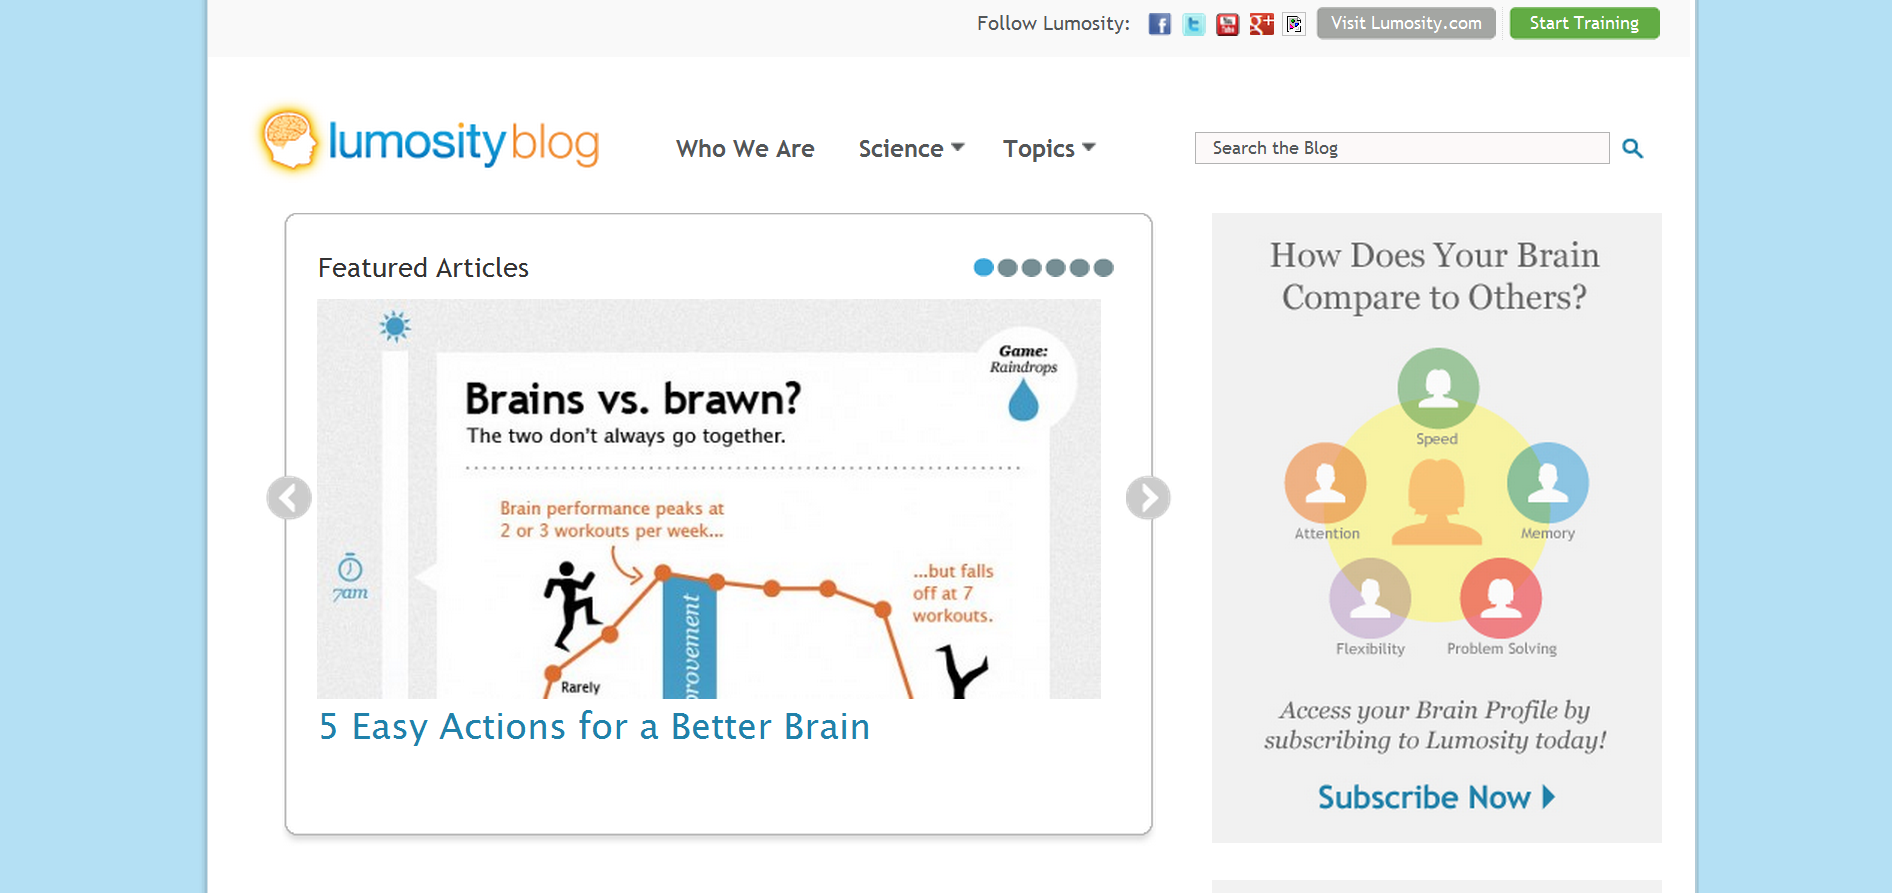 Follow Lumosity:
Visit Lumosity.com
Start Training
lumosity blog
Who We Are
Science
Topics
Search the Blog
Featured Articles
Game:
Raindrops
Brains vs. brawn?
The two don't always go together.
Brain performance peaks at
2 or 3 workouts per week...
...but falls
off at 7
workouts.
7am
provement
Rarely
5 Easy Actions for a Better Brain
How Does Your Brain
Compare to Others?
Speed
Attention
Memory
Flexibility
Problem Solving
Access your Brain Profile by
subscribing to Lumosity today!
Subscribe Now